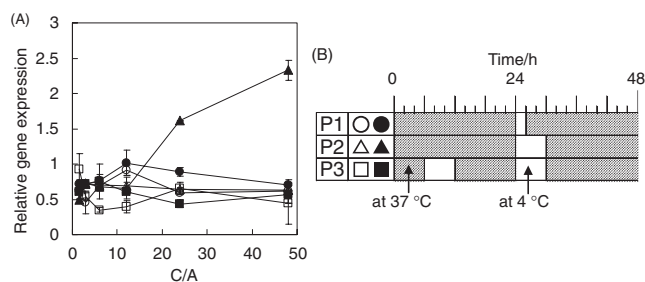 (A)
3
2.5
2
1.5
1
0.5
0
Relative gene expression
0 10 20 30 40 50
C/A
(B)
Time/h
0 24 48
P1
P2
P3
at 37 °C at 4 °C